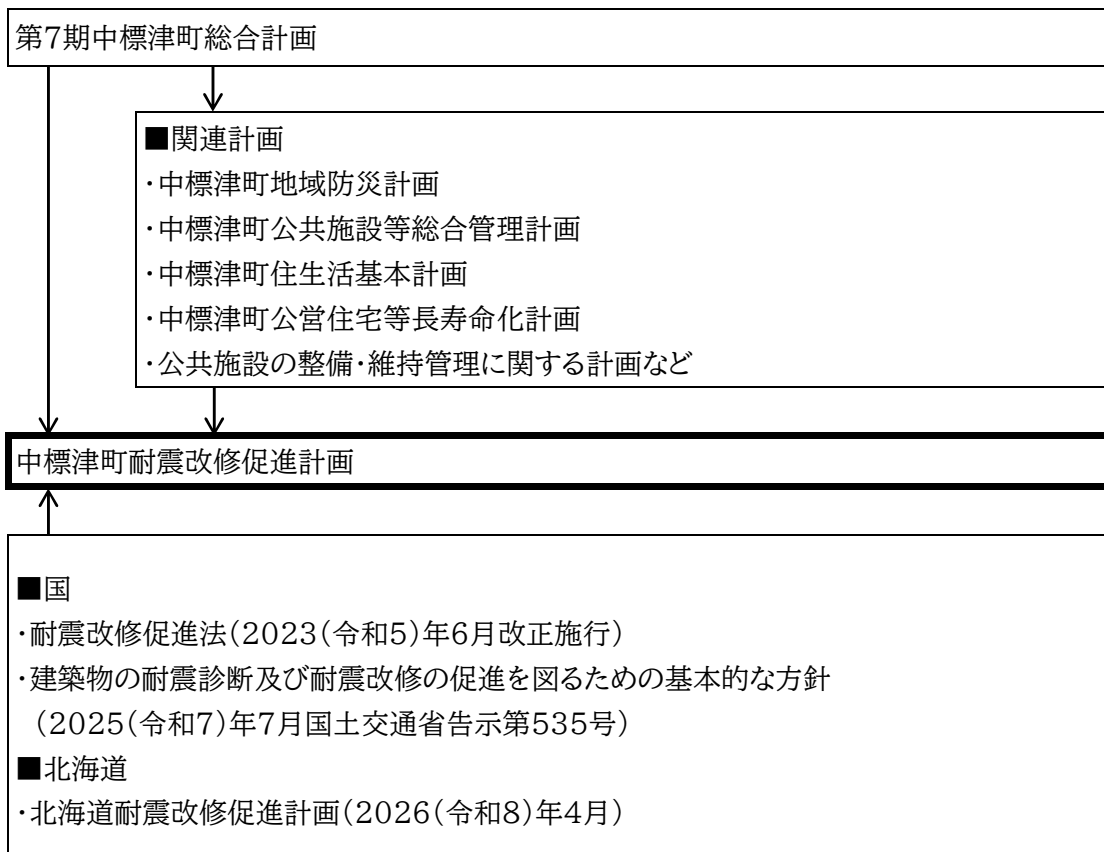 第7期中標津町総合計画
■関連計画
・中標津町地域防災計画
・中標津町公共施設等総合管理計画
・中標津町住生活基本計画
・中標津町公営住宅等長寿命化計画
・公共施設の整備・維持管理に関する計画など
中標津町耐震改修促進計画
■国
・耐震改修促進法(2023(令和5)年6月改正施行)
・建築物の耐震診断及び耐震改修の促進を図るための基本的な方針
(2025(令和7)年7月国土交通省告示第535号)
■北海道
・北海道耐震改修促進計画(2026(令和8)年4月)